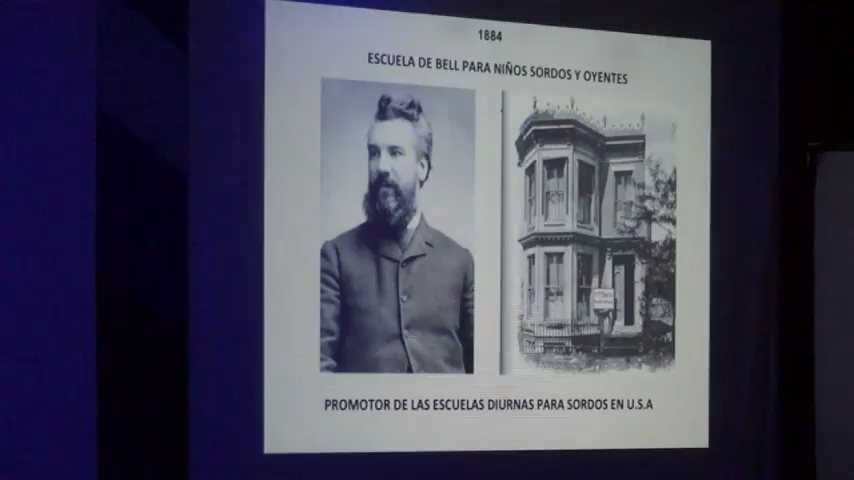 1884
ESCUELA DE BELL PARA NIÑOS SORDOS Y OYENTES
PROMOTOR DE LAS ESCUELAS DIURNAS PARA SORDOS EN U.S.A